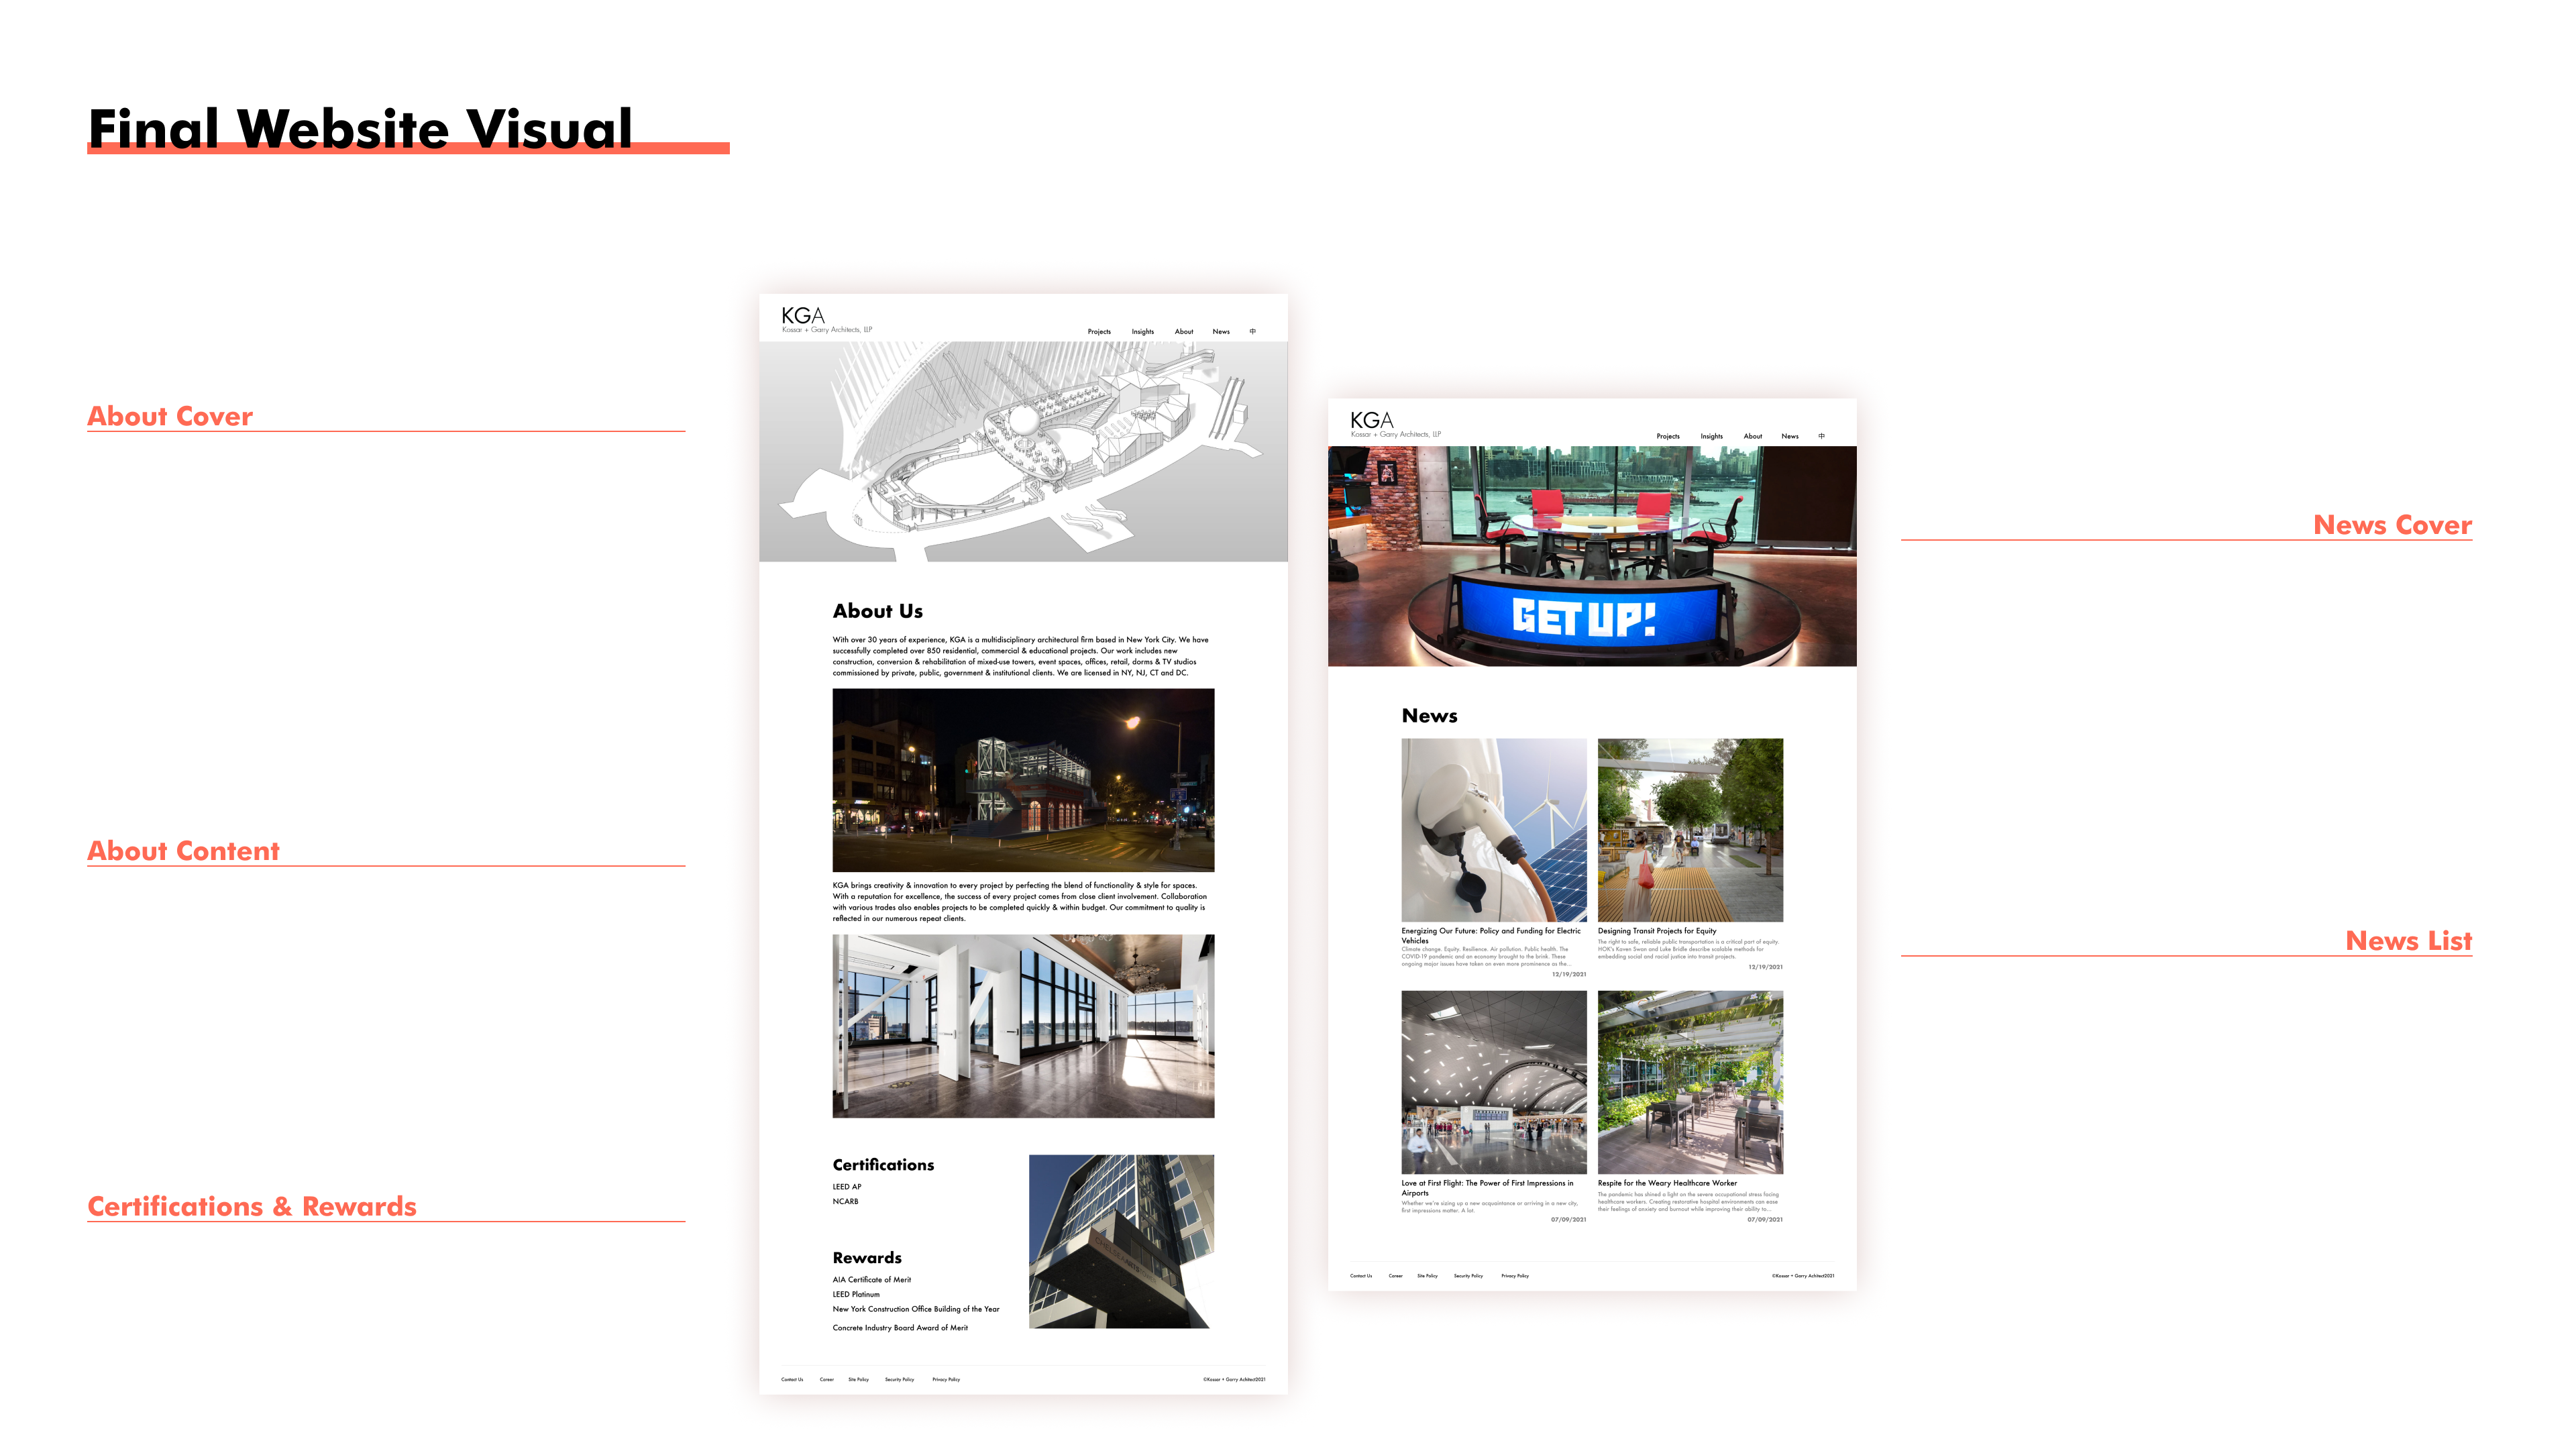 Final Website Visual
About Cover
About Content
Certifications & Rewards
KGA
Kossar + Garry Architects, LLP
Projects Insights About News 中
About Us
With over 30 years of experience, KGA is a multidisciplinary architectural firm based in New York City. We have
successfully completed over 850 residential, commercial & educational projects. Our work includes new
construction, conversion & rehabilitation of mixed-use towers, event spaces, offices, retail, dorms & TV studios
commissioned by private, public, government & institutional clients. We are licensed in NY, NJ, CT and DC.
KGA brings creativity & innovation to every project by perfecting the blend of functionality & style for spaces.
With a reputation for excellence, the success of every project comes from close client involvement. Collaboration
with various trades also enables projects to be completed quickly & within budget. Our commitment to quality is
reflected in our numerous repeat clients.
Certifications
LEED AP
NCARB
Rewards
AIA Certificate of Merit
LEED Platinum
New York Construction Office Building of the Year
Concrete Industry Board Award of Merit
Contact Us Career Site Policy Security Policy Privacy Policy ©Kossar + Garry Achitect2021
KGA
Kossar + Garry Architects, LLP
Projects Insights About News 中
GET UP!
News
Energizing Our Future: Policy and Funding for Electric
Vehicles
Climate change. Equity. Resilience. Air pollution. Public health. The
COVID-19 pandemic and an economy brought to the brink. These
ongoing major issues have taken on even more prominence as the...
12/19/2021
Designing Transit Projects for Equity
The right to safe, reliable public transportation is a critical part of equity.
HOK's Kaven Swan and Luke Bridle describe scalable methods for
embedding social and racial justice into transit projects.
12/19/2021
Love at First Flight: The Power of First Impressions in
Airports
Whether we're sizing up a new acquaintance or arriving in a new city,
first impressions matter. A lot.
07/09/2021
Respite for the Weary Healthcare Worker
The pandemic has shined a light on the severe occupational stress facing
healthcare workers. Creating restorative hospital environments can ease
their feelings of anxiety and burnout while improving their ability to...
07/09/2021
Contact Us Career Site Policy Security Policy Privacy Policy ©Kossar + Garry Achitect2021
News Cover
News List